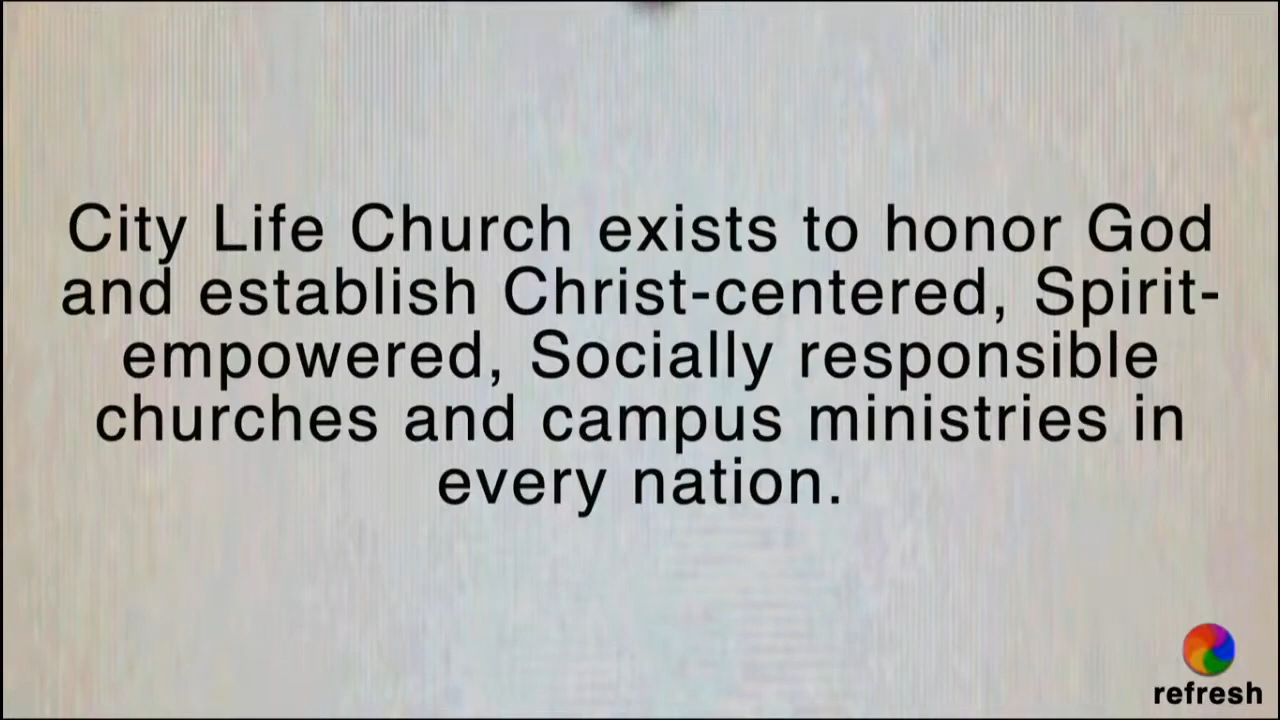 City Life Church exists to honor God
and establish Christ-centered, Spirit-
empowered, Socially responsible
churches and campus ministries in
every nation.
refresh